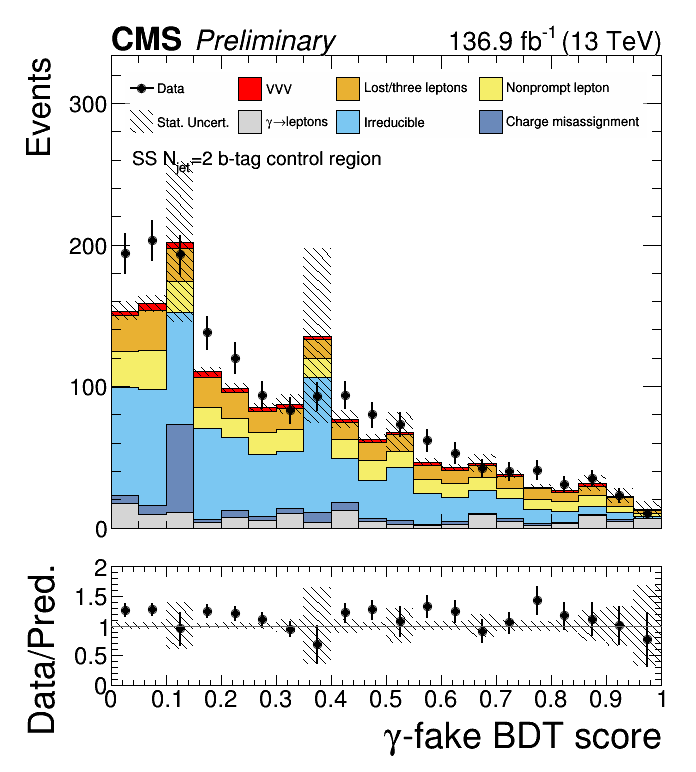 CMS Preliminary 136.9 fb⁻¹ (13 TeV)
Events
Data VVV Lost/three leptons Nonprompt lepton
Stat. Uncert. γ→leptons Irreducible Charge misassignment
SS N_jet=2 b-tag control region
300
200
100
0
Data/Pred.
2
1.5
1
0.5
0
0 0.1 0.2 0.3 0.4 0.5 0.6 0.7 0.8 0.9 1
γ-fake BDT score